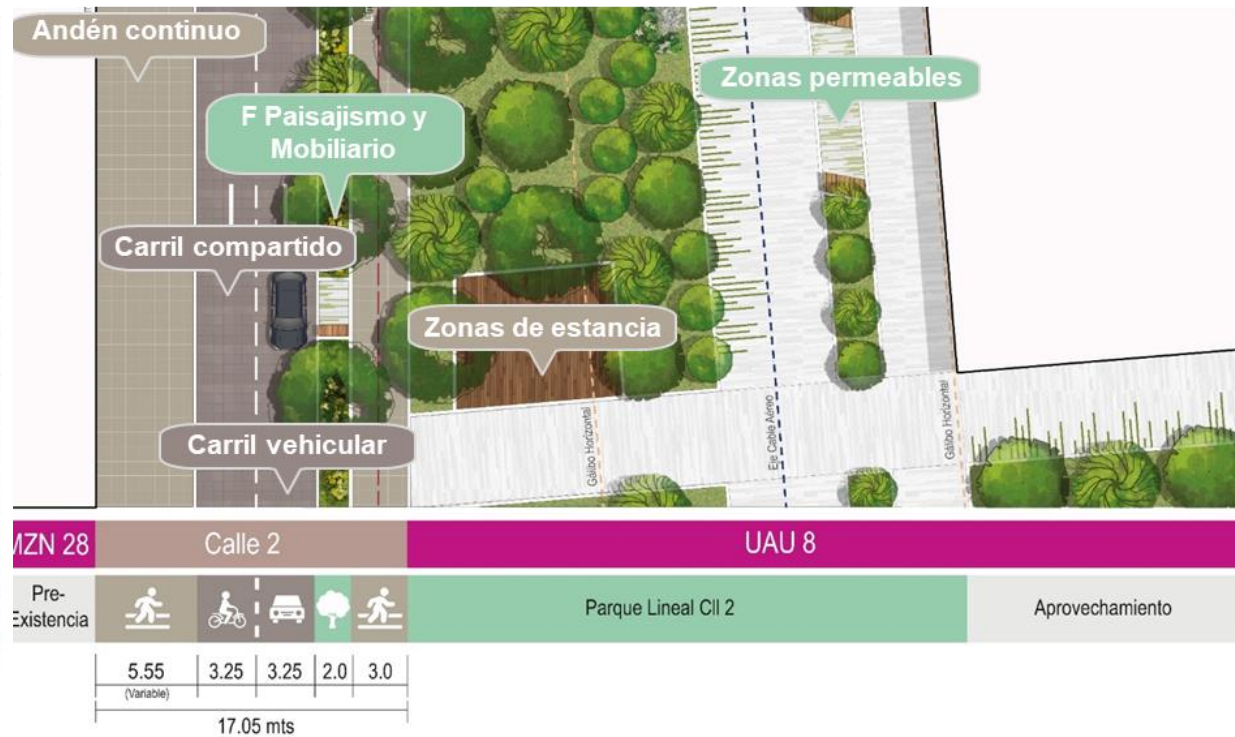 Andén continuo
Zonas permeables
F Paisajismo y
Mobiliario
Carril compartido
Zonas de estancia
Carril vehicular
Gálibo Horizontal
Eje Cable Aéreo
Gálibo Horizontal
MZN 28
Calle 2
UAU 8
Pre-
Existencia
Parque Lineal Cll 2
Aprovechamiento
5.55
3.25
3.25
2.0
3.0
(Variable)
17.05 mts